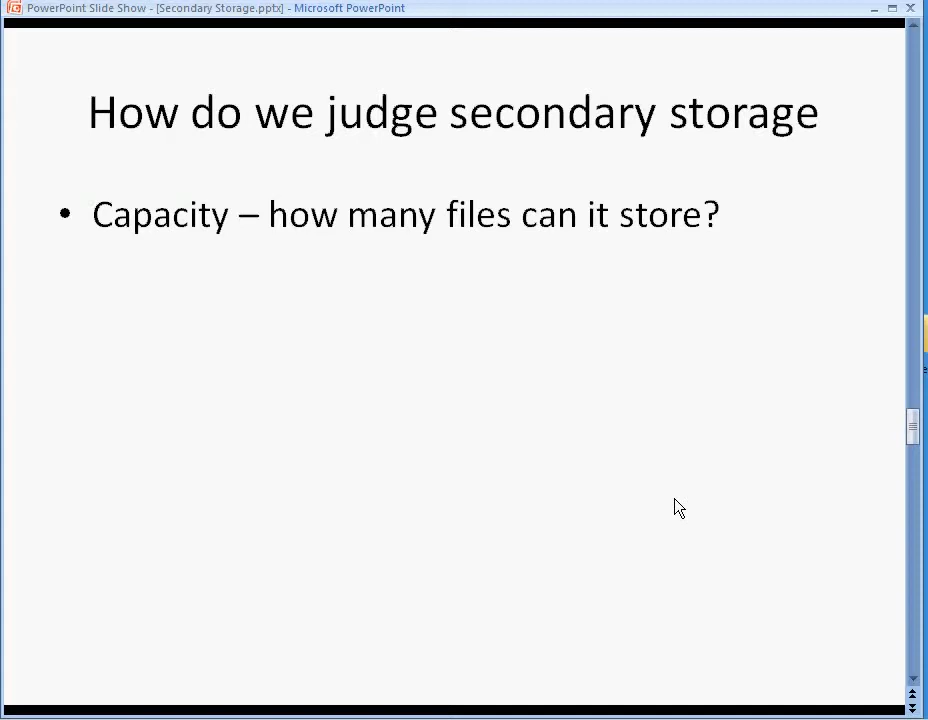 PowerPoint Slide Show - [Secondary Storage.pptx] - Microsoft PowerPoint
How do we judge secondary storage
• Capacity – how many files can it store?